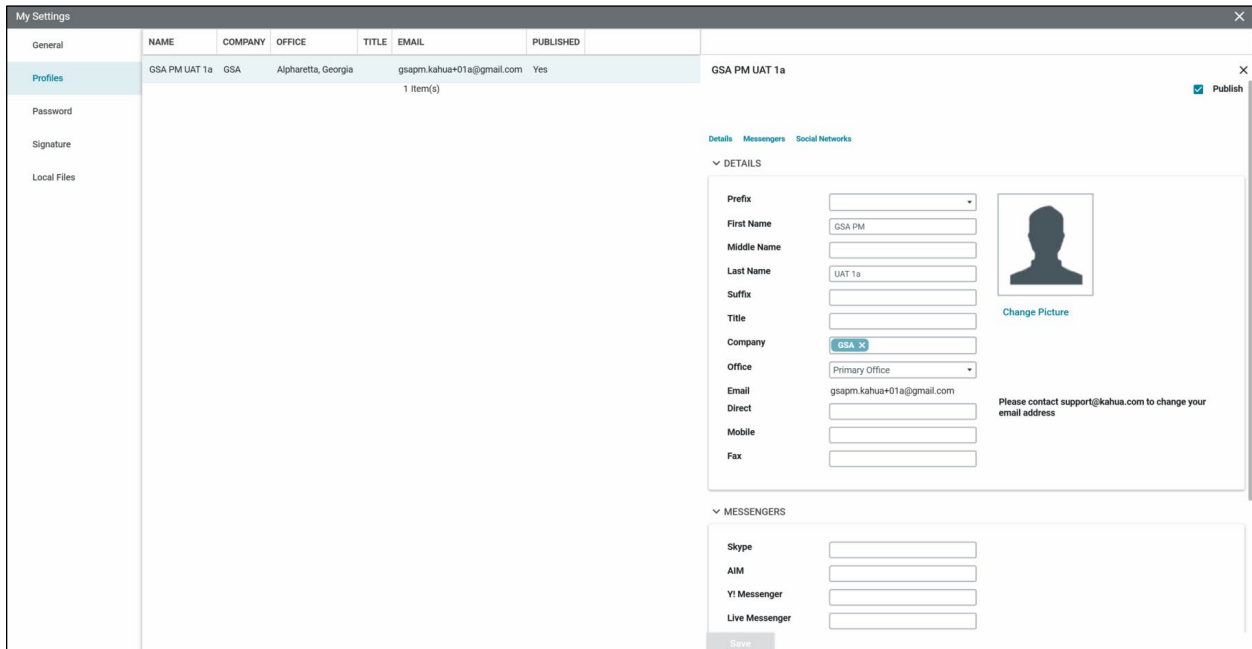 My Settings
General
Profiles
Password
Signature
Local Files
NAME COMPANY OFFICE TITLE EMAIL PUBLISHED
GSA PM UAT 1a GSA Alpharetta, Georgia gsapm.kahua+01a@gmail.com Yes
1 Item(s)
GSA PM UAT 1a
Publish
Details Messengers Social Networks
DETAILS
Prefix
First Name GSA PM
Middle Name
Last Name UAT 1a
Suffix
Title
Change Picture
Company GSA
Office Primary Office
Email gsapm.kahua+01a@gmail.com
Please contact support@kahua.com to change your
email address
Direct
Mobile
Fax
MESSENGERS
Skype
AIM
Y! Messenger
Live Messenger
Save